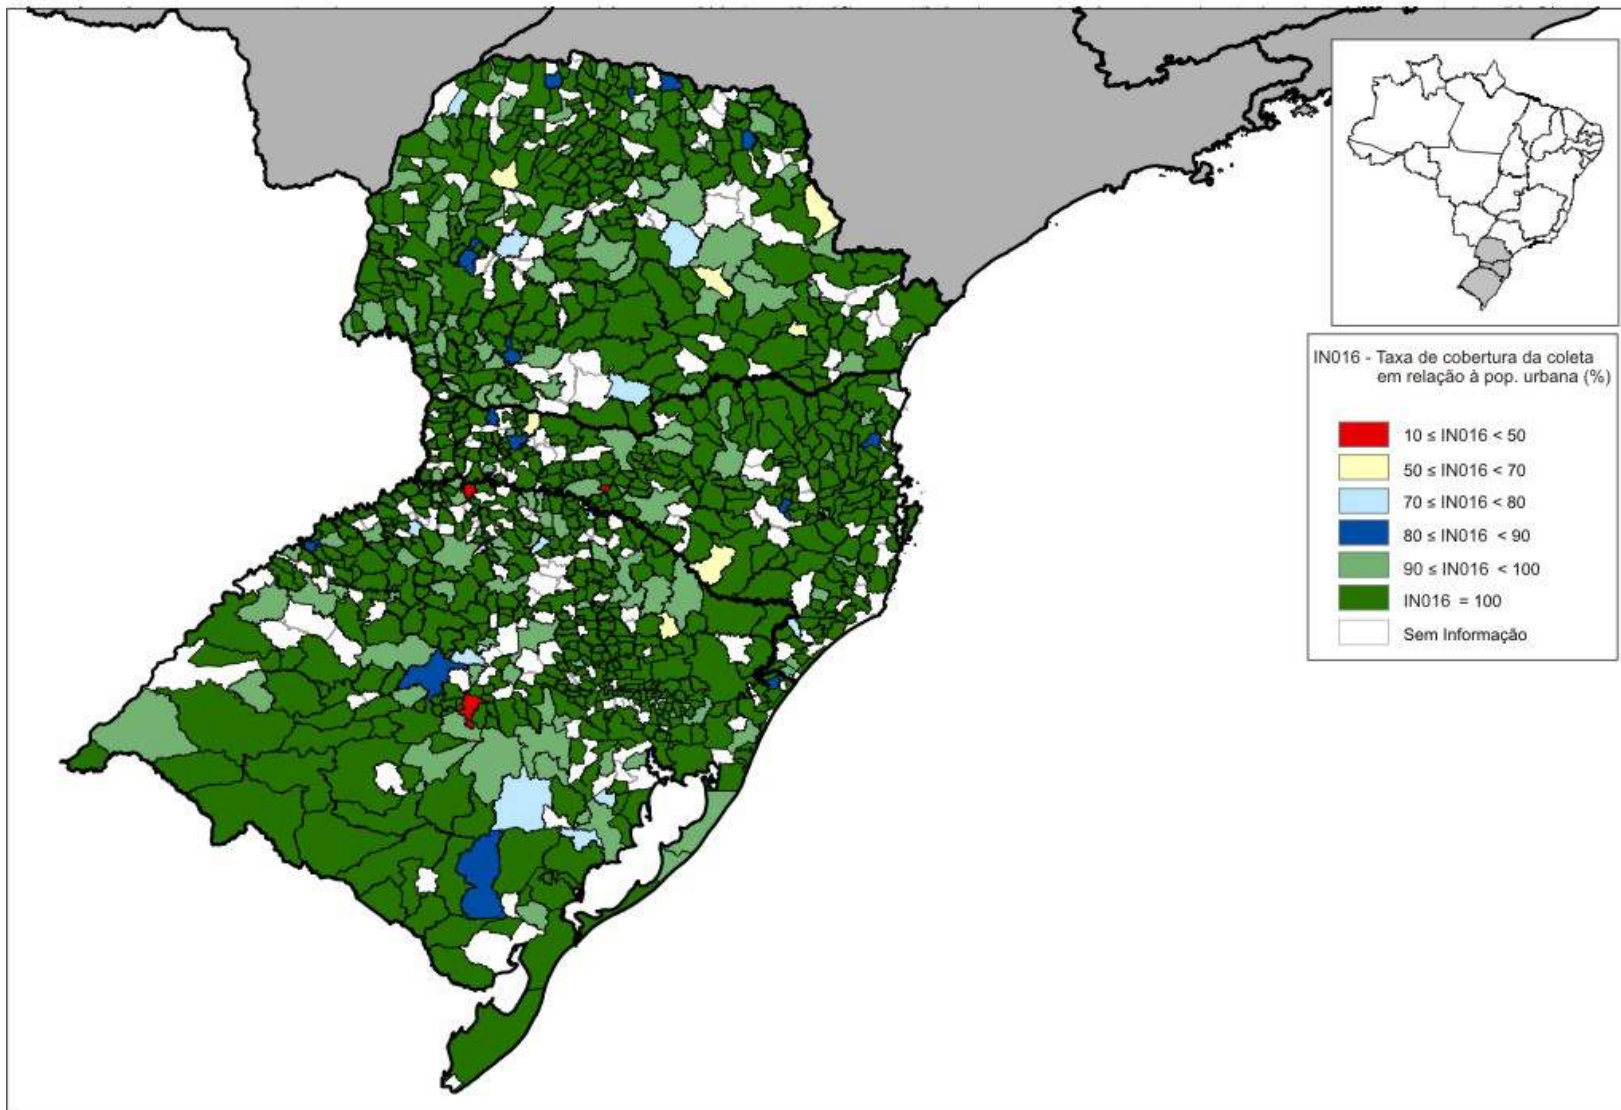 IN016 - Taxa de cobertura da coleta
em relação à pop. urbana (%)
10 ≤ IN016 < 50
50 ≤ IN016 < 70
70 ≤ IN016 < 80
80 ≤ IN016 < 90
90 ≤ IN016 < 100
IN016 = 100
Sem Informação